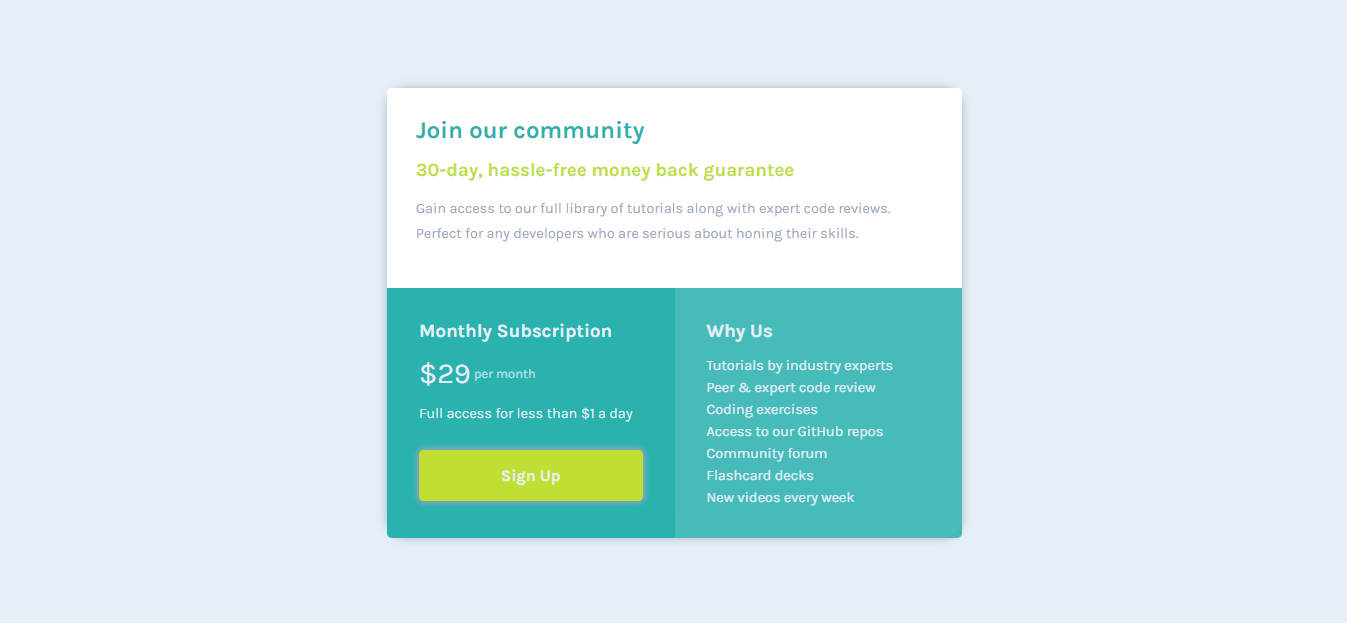 Join our community
30-day, hassle-free money back guarantee
Gain access to our full library of tutorials along with expert code reviews.
Perfect for any developers who are serious about honing their skills.
Monthly Subscription
$29 per month
Full access for less than $1 a day
Sign Up
Why Us
Tutorials by industry experts
Peer & expert code review
Coding exercises
Access to our GitHub repos
Community forum
Flashcard decks
New videos every week